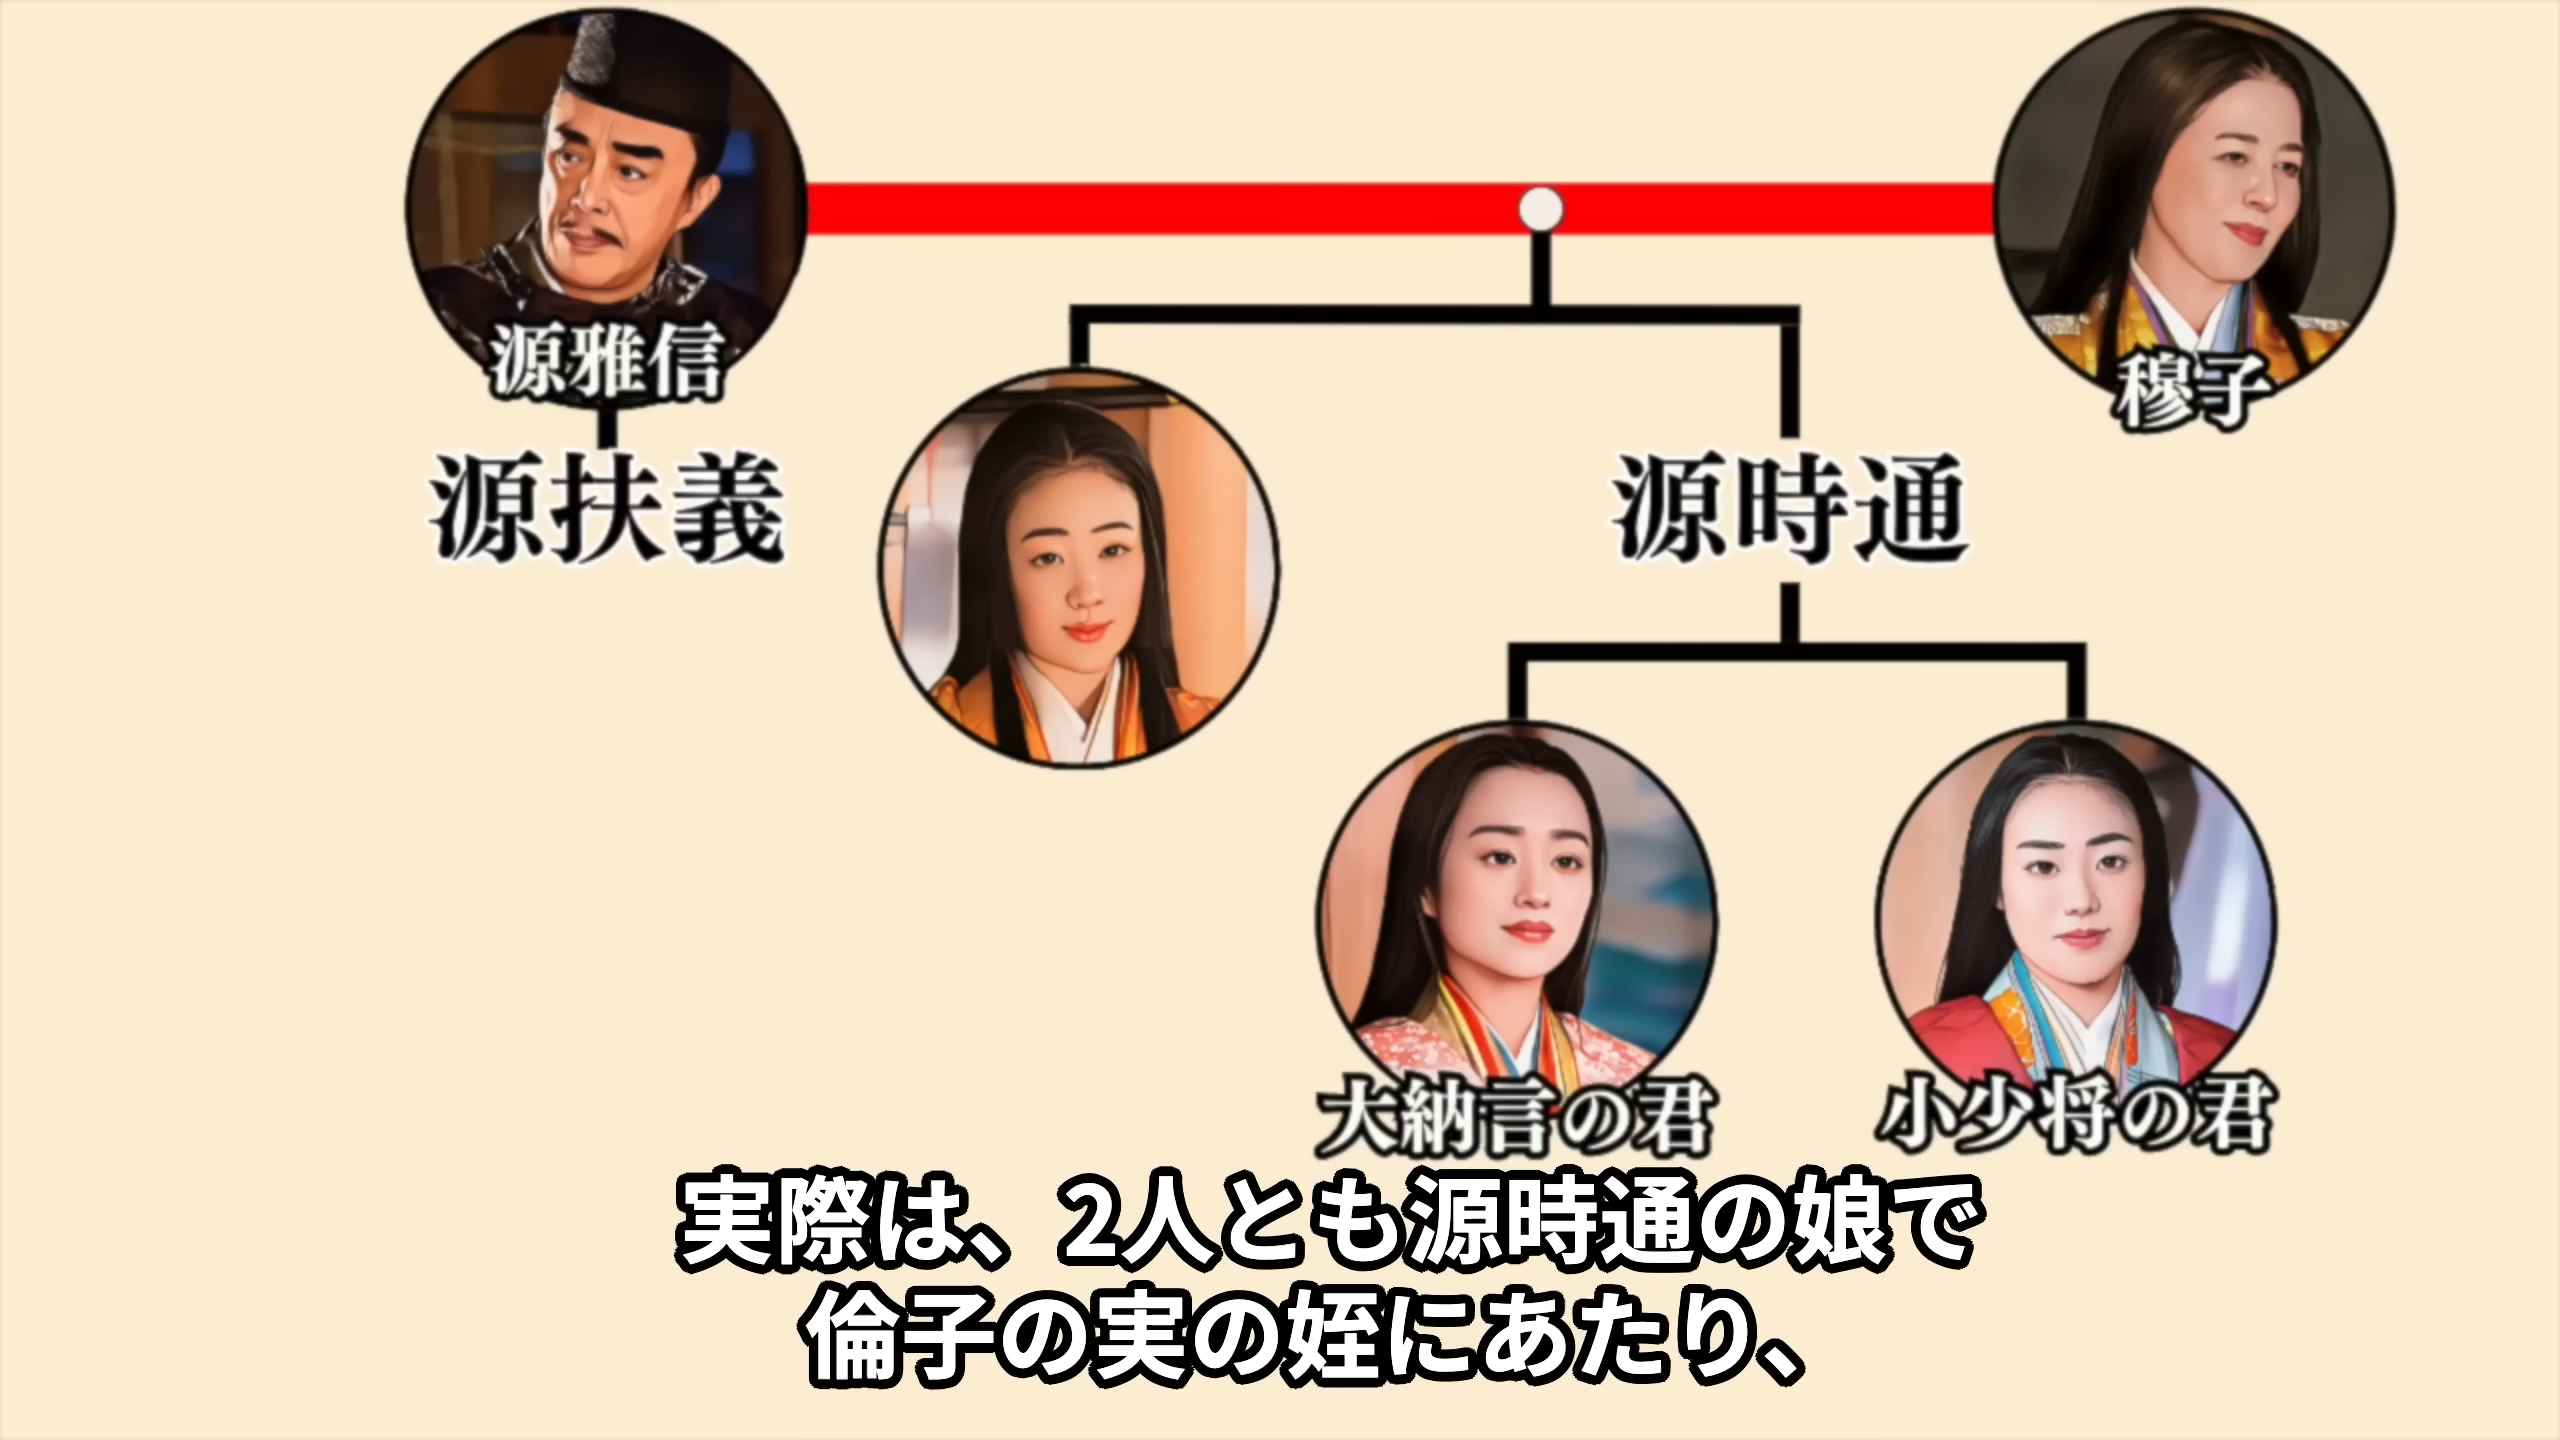 源雅信
穆子
源扶義
源時通
大納言の君
小少将の君
実際は、2人とも源時通の娘で
倫子の実の姪にあたり、